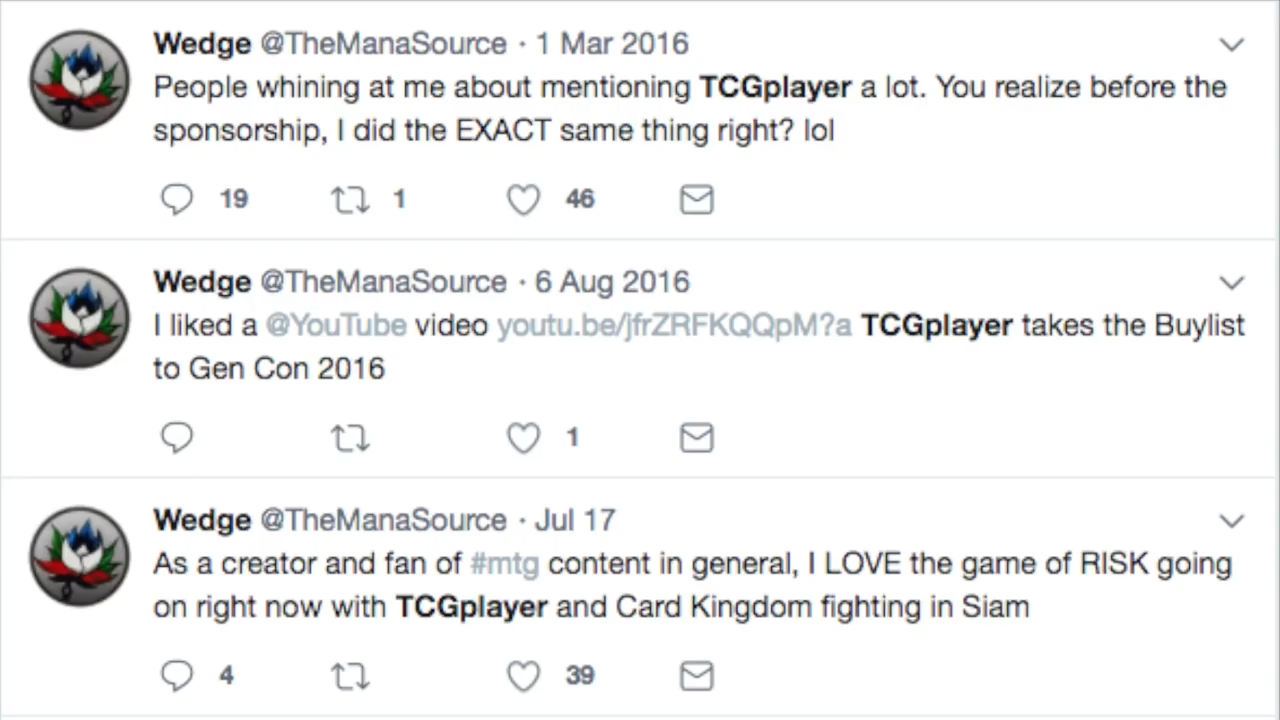 Wedge @TheManaSource · 1 Mar 2016
People whining at me about mentioning TCGplayer a lot. You realize before the
sponsorship, I did the EXACT same thing right? lol
19 1 46
Wedge @TheManaSource · 6 Aug 2016
I liked a @YouTube video youtu.be/jfrZRFKQQpM?a TCGplayer takes the Buylist
to Gen Con 2016
1
Wedge @TheManaSource · Jul 17
As a creator and fan of #mtg content in general, I LOVE the game of RISK going
on right now with TCGplayer and Card Kingdom fighting in Siam
4 39